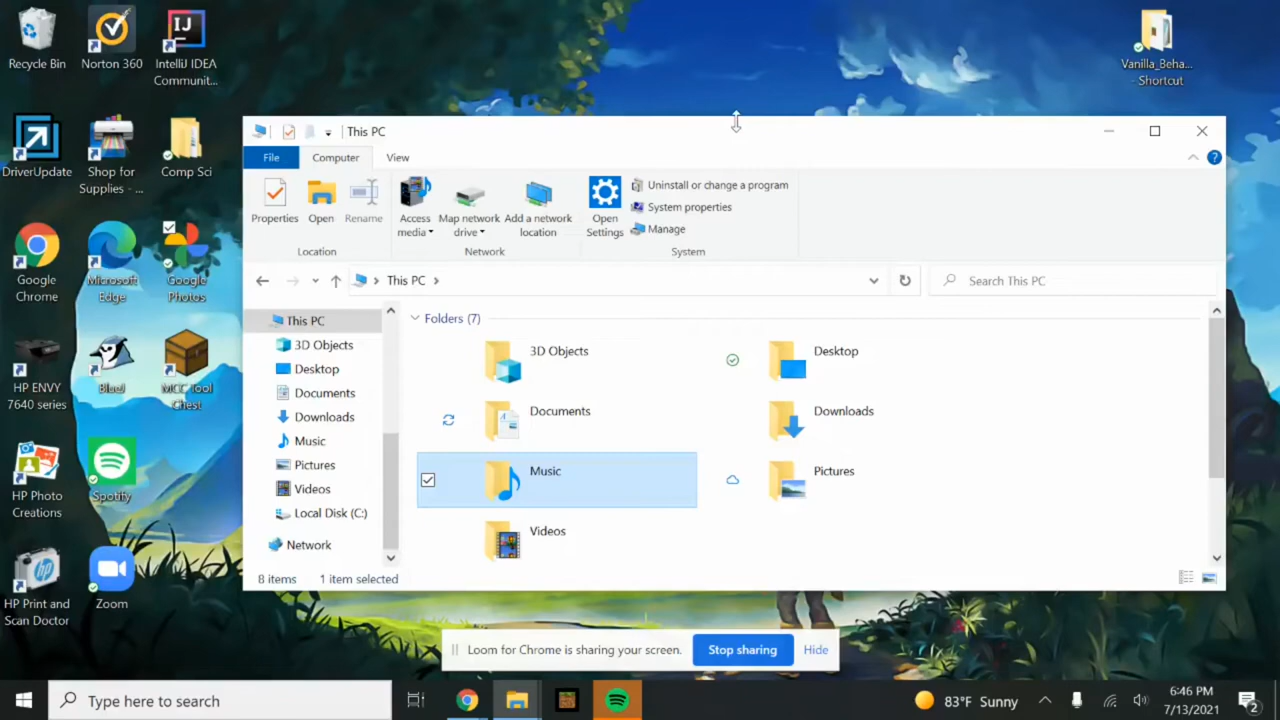 Recycle Bin
Norton 360
IntelliJ IDEA
Communit...
Vanilla_Beha...
- Shortcut
DriverUpdate
Shop for
Supplies - ...
Comp Sci
Google
Chrome
Microsoft
Edge
Google
Photos
HP ENVY
7640 series
BlueJ
MCC Tool
Chest
HP Photo
Creations
Spotify
HP Print and
Scan Doctor
Zoom
This PC
File
Computer
View
Properties
Open
Rename
Location
Access
media
Map network
drive
Add a network
location
Network
Open
Settings
Uninstall or change a program
System properties
Manage
System
This PC
Search This PC
This PC
3D Objects
Desktop
Documents
Downloads
Music
Pictures
Videos
Local Disk (C:)
Network
Folders (7)
3D Objects
Desktop
Documents
Downloads
Music
Pictures
Videos
8 items
1 item selected
Loom for Chrome is sharing your screen.
Stop sharing
Hide
Type here to search
83°F Sunny
6:46 PM
7/13/2021
2